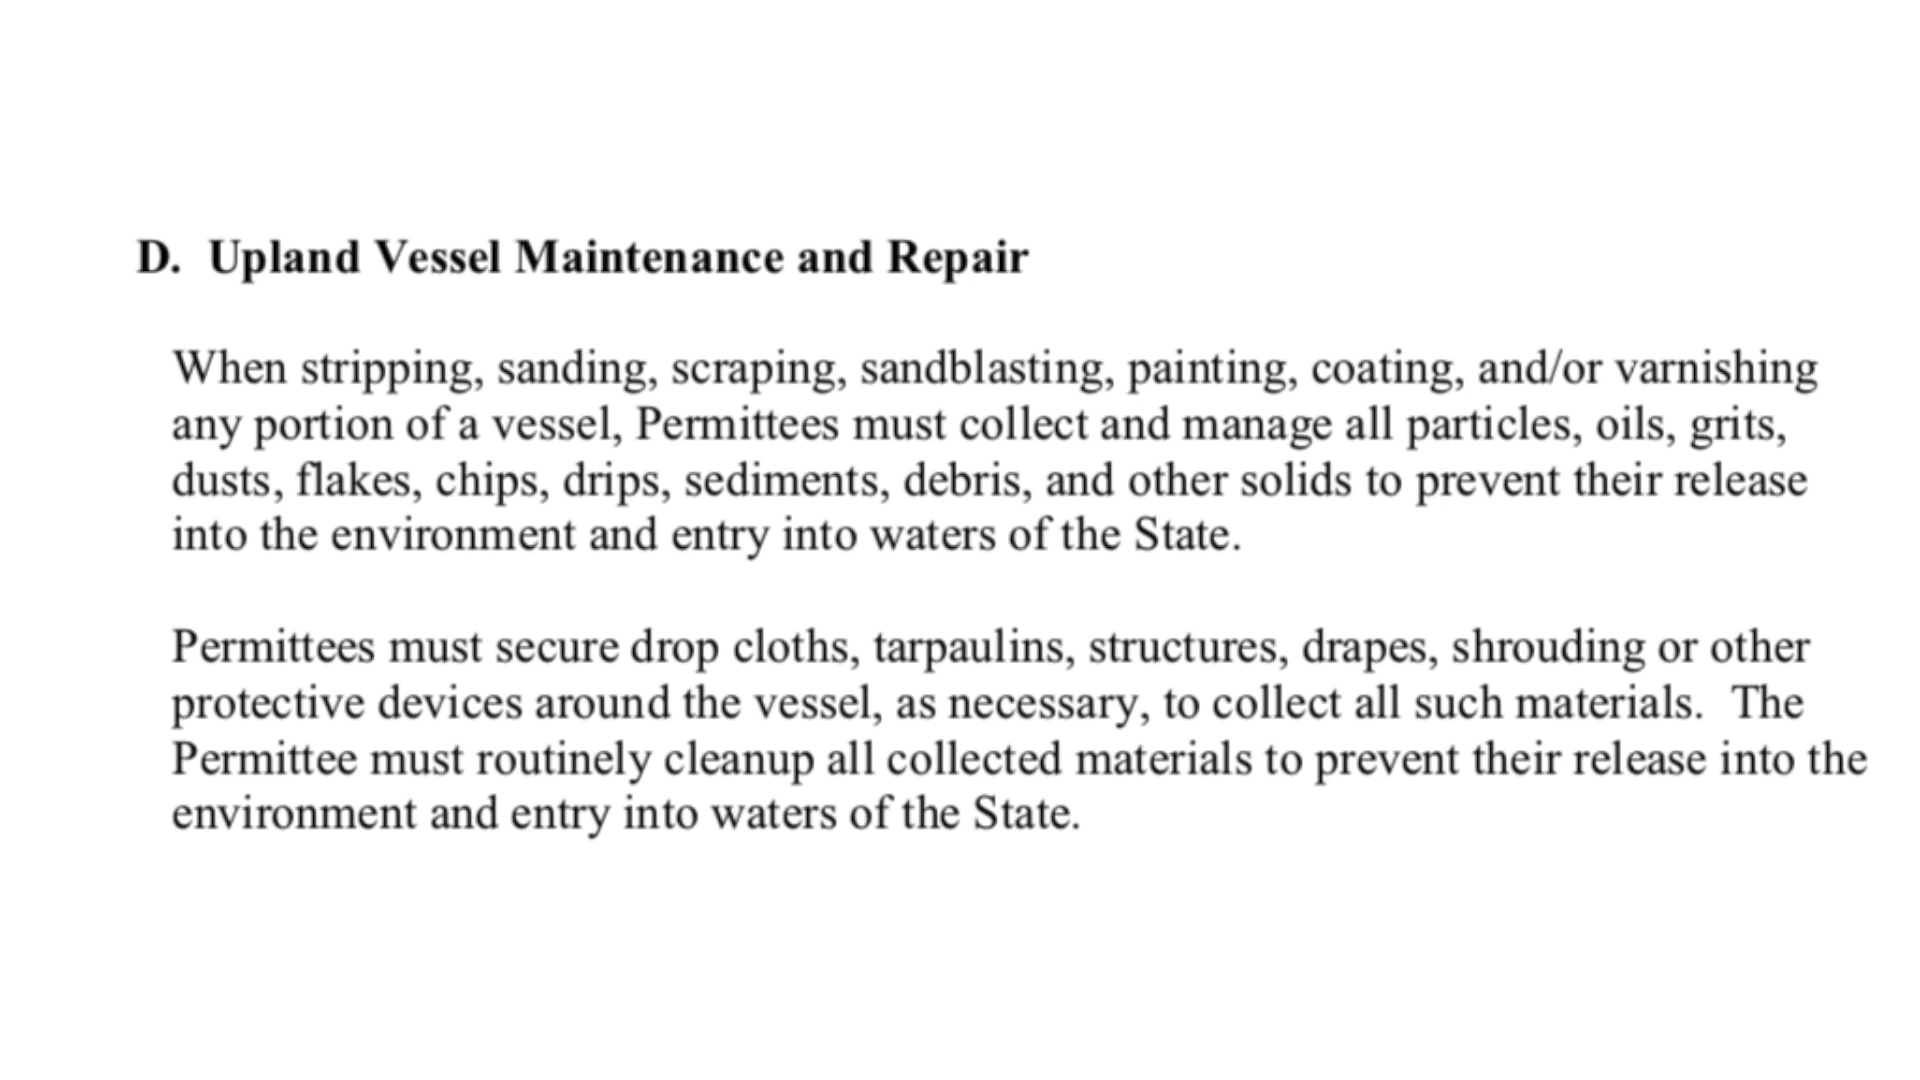 D. Upland Vessel Maintenance and Repair
When stripping, sanding, scraping, sandblasting, painting, coating, and/or varnishing
any portion of a vessel, Permittees must collect and manage all particles, oils, grits,
dusts, flakes, chips, drips, sediments, debris, and other solids to prevent their release
into the environment and entry into waters of the State.
Permittees must secure drop cloths, tarpaulins, structures, drapes, shrouding or other
protective devices around the vessel, as necessary, to collect all such materials. The
Permittee must routinely cleanup all collected materials to prevent their release into the
environment and entry into waters of the State.